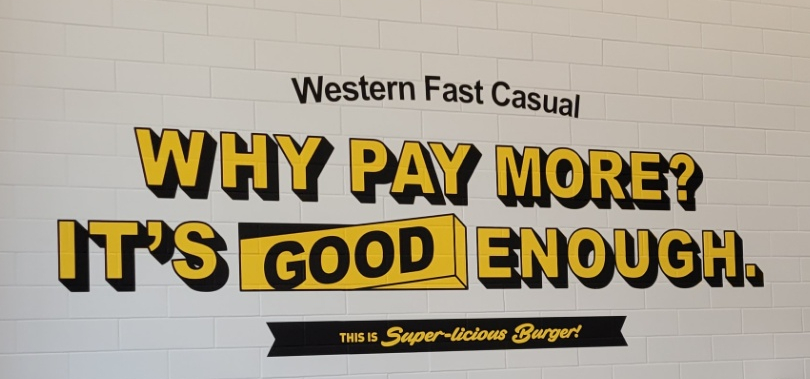 Western Fast Casual
WHY PAY MORE?
IT'S GOOD ENOUGH.
THIS IS Super-licious Burger!